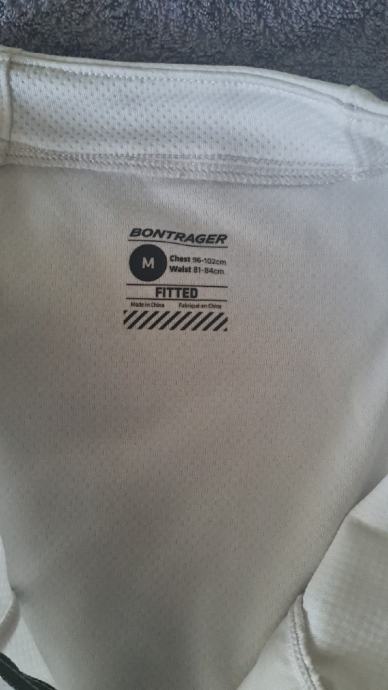 BONTRAGER
M
Chest 96-102cm
Waist 81-84cm
FITTED
Made in China Fabriqué en Chine